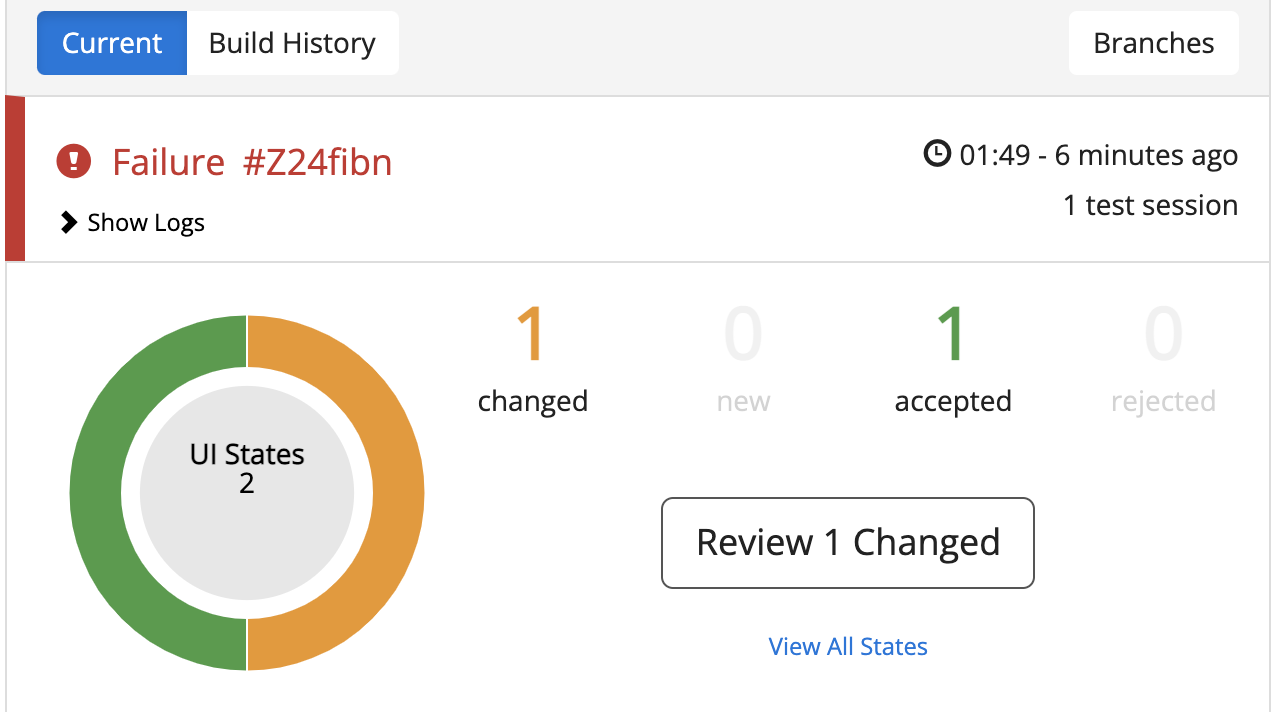 Current Build History Branches
Failure #Z24fibn
01:49 - 6 minutes ago
Show Logs
1 test session
UI States
2
1 0 1 0
changed new accepted rejected
Review 1 Changed
View All States